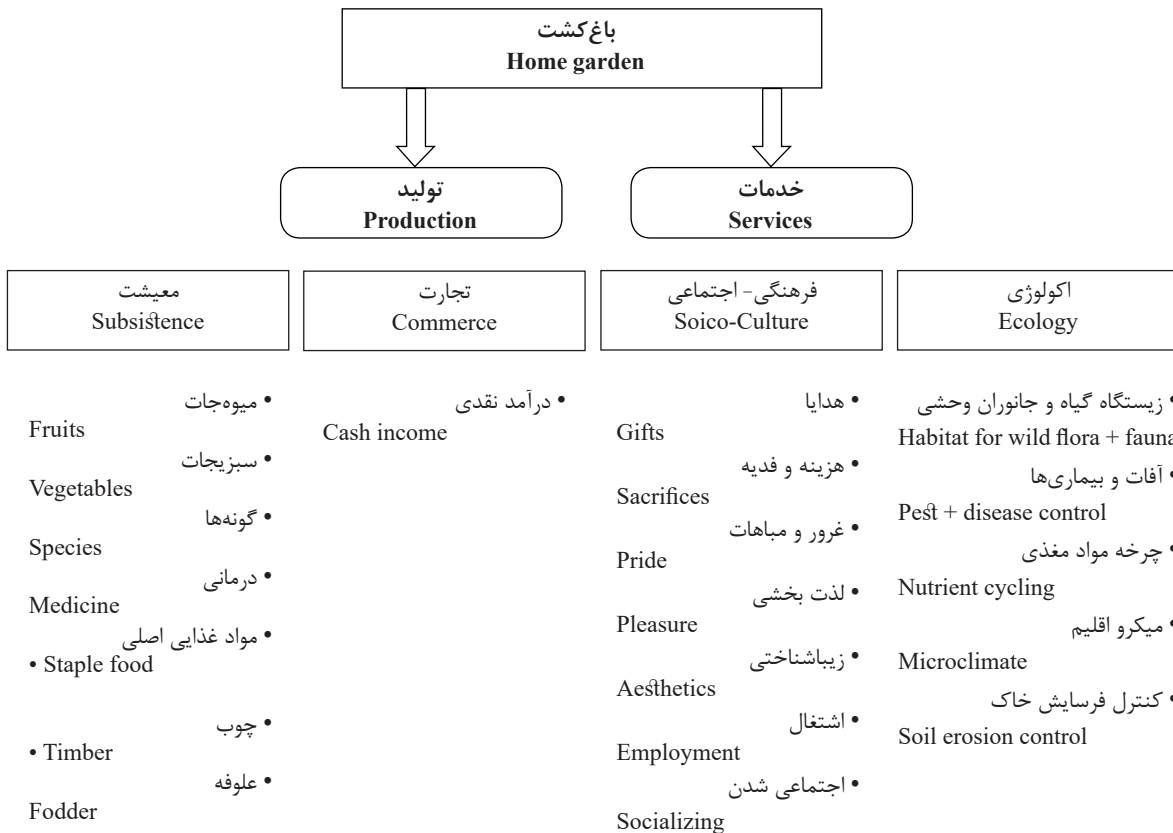 باغ‌کشت
Home garden
تولید
Production
خدمات
Services
معیشت
Subsistence
تجارت
Commerce
فرهنگی- اجتماعی
Soico-Culture
اکولوژی
Ecology
• میوه‌جات
Fruits
• سبزیجات
Vegetables
• گونه‌ها
Species
• درمانی
Medicine
• مواد غذایی اصلی
• Staple food
• چوب
• Timber
• علوفه
Fodder
• درآمد نقدی
Cash income
• هدایا
Gifts
• هزینه و فدیه
Sacrifices
• غرور و مباهات
Pride
• لذت بخشی
Pleasure
• زیباشناختی
Aesthetics
• اشتغال
Employment
• اجتماعی شدن
Socializing
• زیستگاه گیاه و جانوران وحشی
Habitat for wild flora + fauna
• آفات و بیماری‌ها
Pest + disease control
• چرخه مواد مغذی
Nutrient cycling
• میکرو اقلیم
Microclimate
• کنترل فرسایش خاک
Soil erosion control